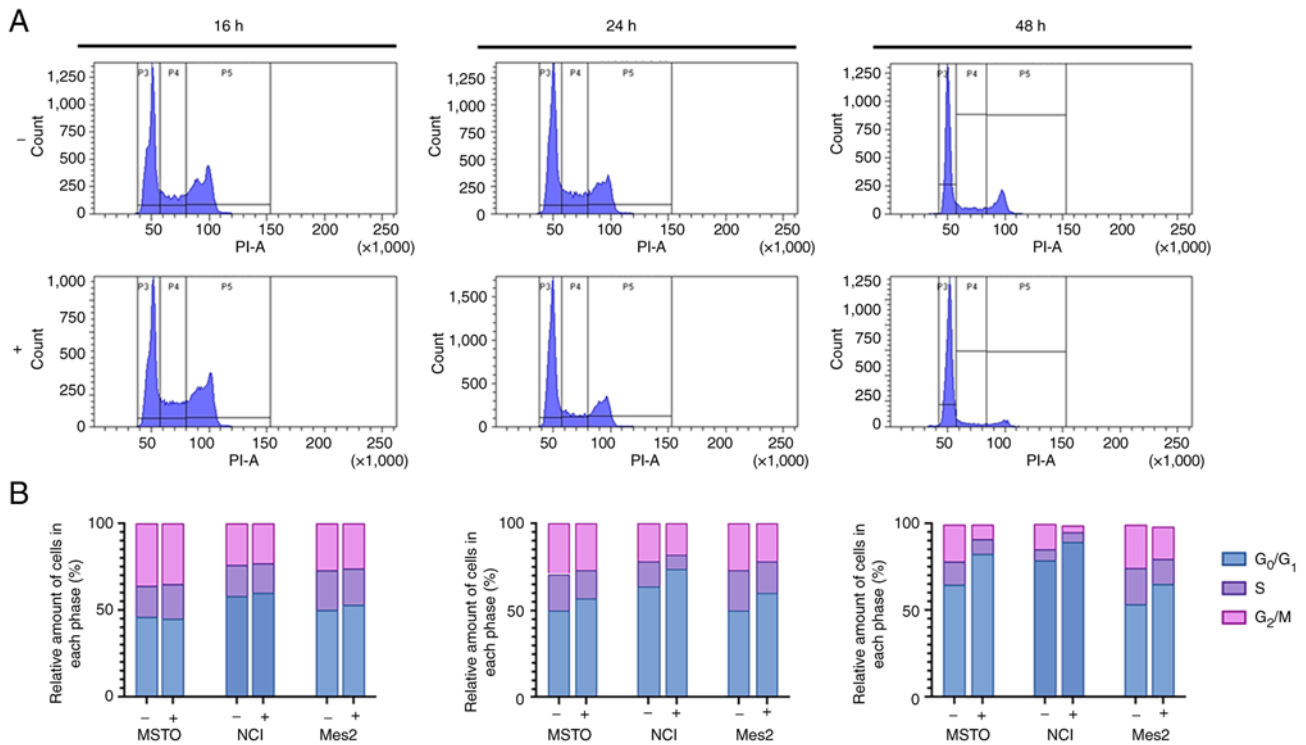 A
16 h
24 h
48 h
P3 P4 P5
1,250
1,000
750
500
250
0
Count
−
50 100 150 200 250
PI-A (×1,000)
P3 P4 P5
1,250
1,000
750
500
250
0
Count
50 100 150 200 250
PI-A (×1,000)
P3 P4 P5
1,250
1,000
750
500
250
0
Count
50 100 150 200 250
PI-A (×1,000)
P3 P4 P5
1,000
750
500
250
0
Count
+
50 100 150 200 250
PI-A (×1,000)
P3 P4 P5
1,500
1,000
500
0
Count
50 100 150 200 250
PI-A (×1,000)
P3 P4 P5
1,250
1,000
750
500
250
0
Count
50 100 150 200 250
PI-A (×1,000)
B
Relative amount of cells in
each phase (%)
100
50
0
− + − + − +
MSTO NCI Mes2
Relative amount of cells in
each phase (%)
100
50
0
− + − + − +
MSTO NCI Mes2
Relative amount of cells in
each phase (%)
100
50
0
− + − + − +
MSTO NCI Mes2
G0/G1
S
G2/M